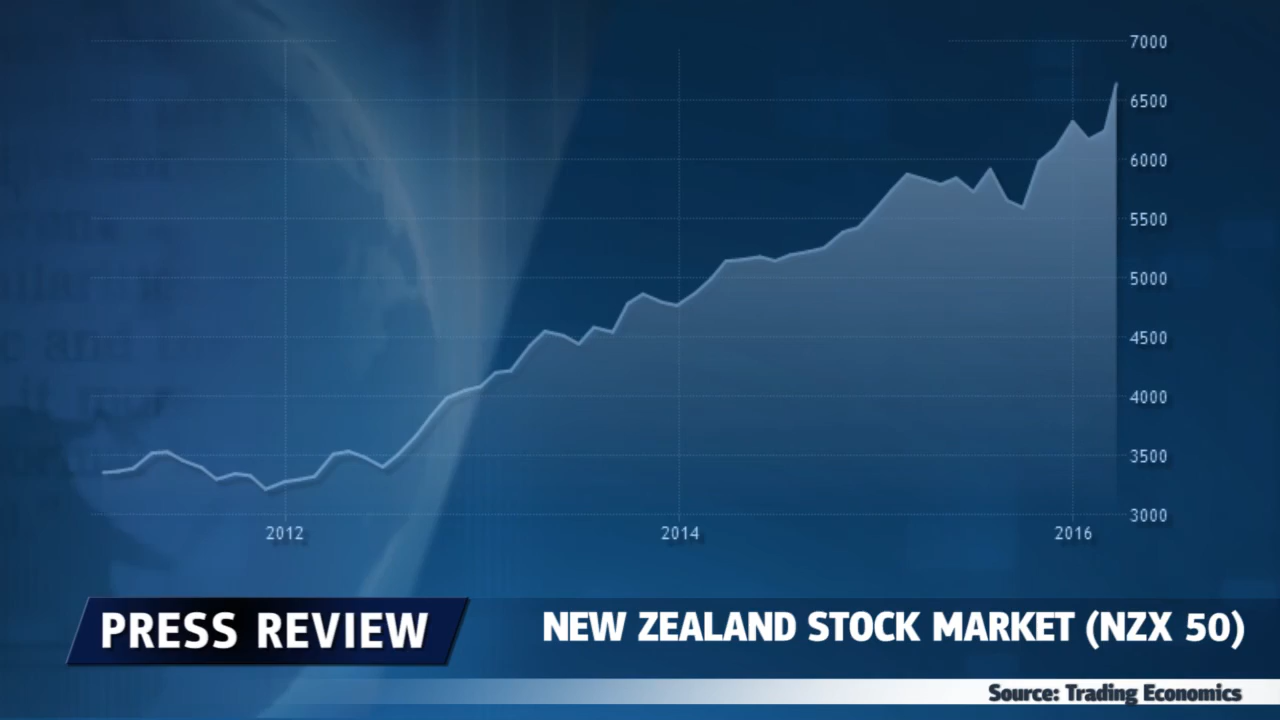 7000
6500
6000
5500
5000
4500
4000
3500
3000
2012 2014 2016
PRESS REVIEW
NEW ZEALAND STOCK MARKET (NZX 50)
Source: Trading Economics